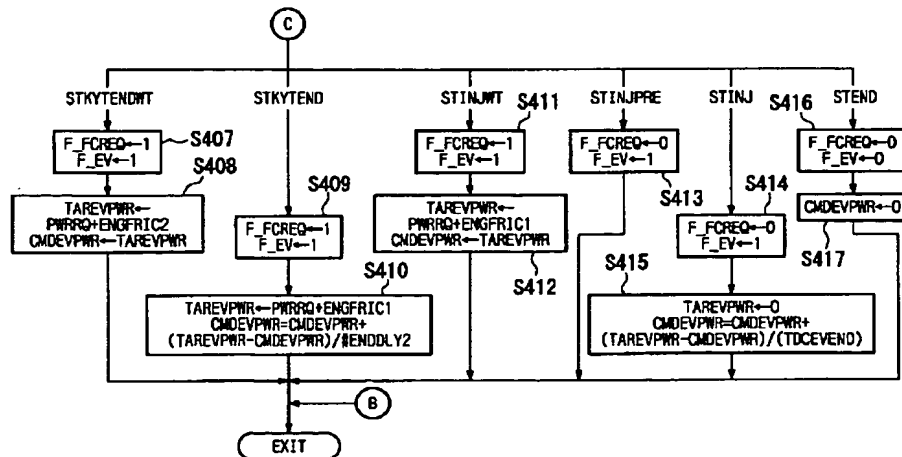 C
STKYTENDWT
STKYTEND
STINJWT
STINJPRE
STINJ
STEND
S407
F_FCREQ←1
F_EV←1
S408
TAREVPWR←
PWRRQ+ENGFRIC2
CMDEVPWR←TAREVPWR
S409
F_FCREQ←1
F_EV←1
S410
TAREVPWR←PWRRQ+ENGFRIC1
CMDEVPWR=CMDEVPWR+
(TAREVPWR-CMDEVPWR)/#ENDDLY2
S411
F_FCREQ←1
F_EV←1
TAREVPWR←
PWRRQ+ENGFRIC1
CMDEVPWR←TAREVPWR
S412
F_FCREQ←0
F_EV←1
S413
S414
F_FCREQ←0
F_EV←1
S415
TAREVPWR←0
CMDEVPWR=CMDEVPWR+
(TAREVPWR-CMDEVPWR)/(TDCEVEND)
S416
F_FCREQ←0
F_EV←0
CMDEVPWR←0
S417
B
EXIT